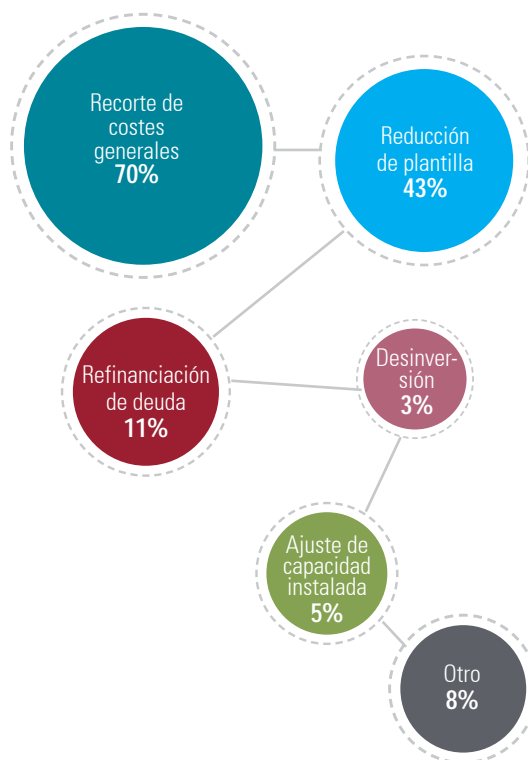 Recorte de
costes
generales
70%
Reducción
de plantilla
43%
Refinanciación
de deuda
11%
Desinver-
sión
3%
Ajuste de
capacidad
instalada
5%
Otro
8%